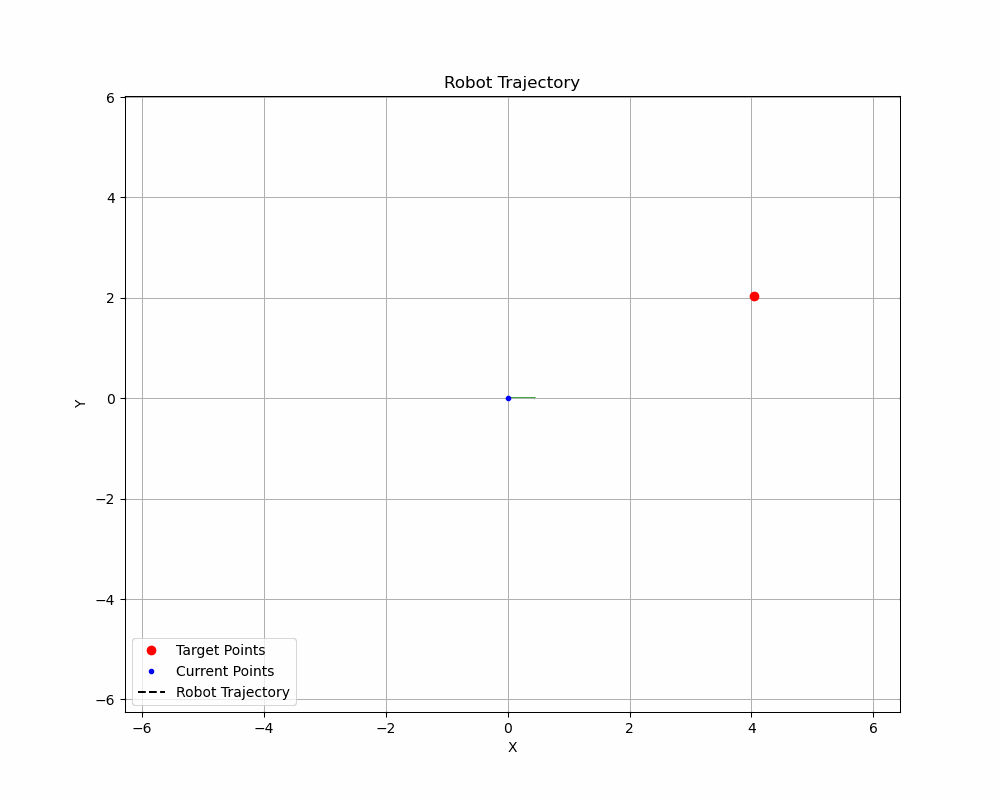 Robot Trajectory
6
4
2
0
−2
−4
−6
Y
Target Points
Current Points
Robot Trajectory
−6 −4 −2 0 2 4 6
X